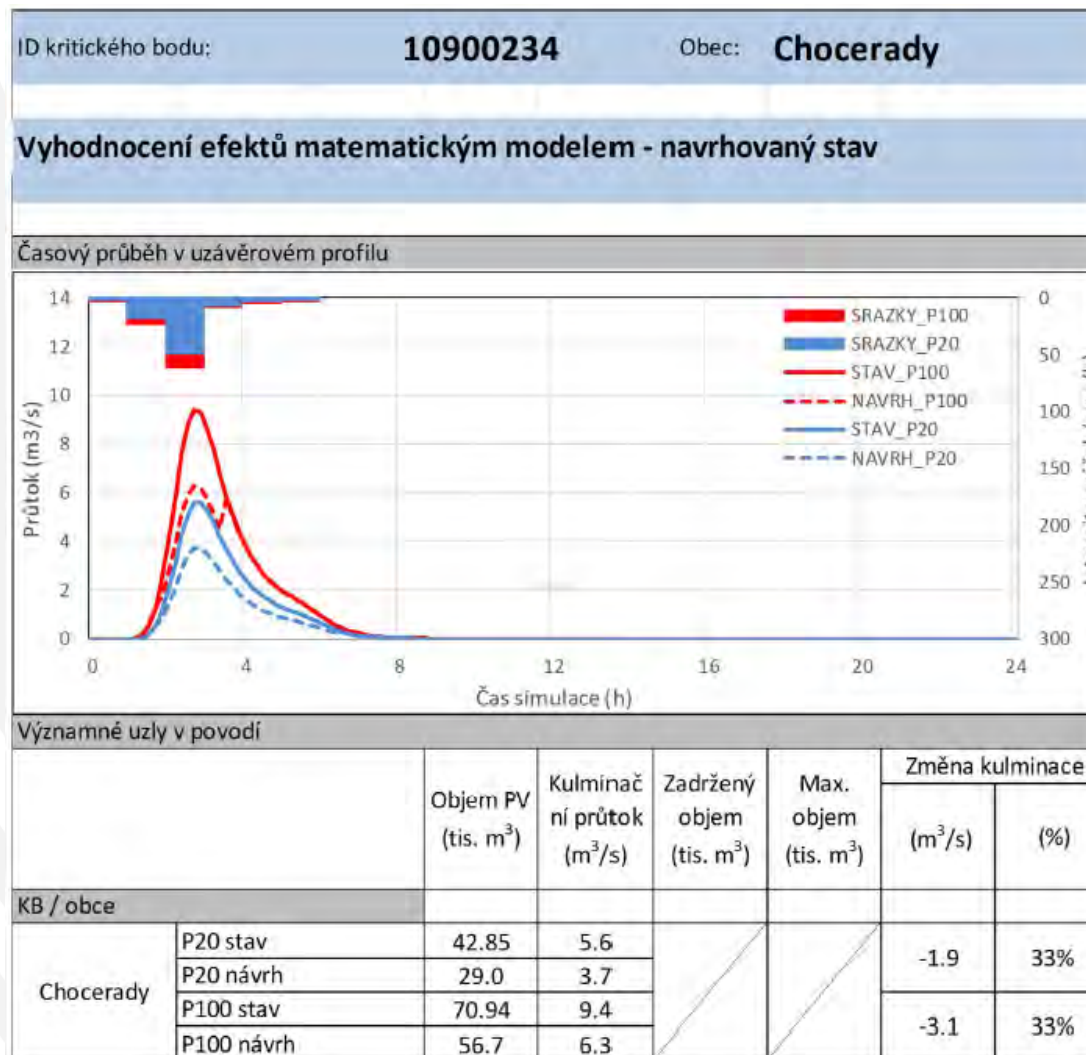 ID kritického bodu: 10900234 Obec: Chocerady
Vyhodnocení efektů matematickým modelem - navrhovaný stav
Časový průběh v uzávěrovém profilu
14
12
10
8
6
4
2
0
Průtok (m3/s)
0
50
100
150
200
250
300
SRAZKY_P100
SRAZKY_P20
STAV_P100
NAVRH_P100
STAV_P20
NAVRH_P20
0 4 8 12 16 20 24
Čas simulace (h)
Významné uzly v povodí
Objem PV
(tis. m³)
Kulminač
ní průtok
(m³/s)
Zadržený
objem
(tis. m³)
Max.
objem
(tis. m³)
Změna kulminace
(m³/s) (%)
KB / obce
Chocerady
P20 stav 42.85 5.6
P20 návrh 29.0 3.7
-1.9 33%
P100 stav 70.94 9.4
P100 návrh 56.7 6.3
-3.1 33%